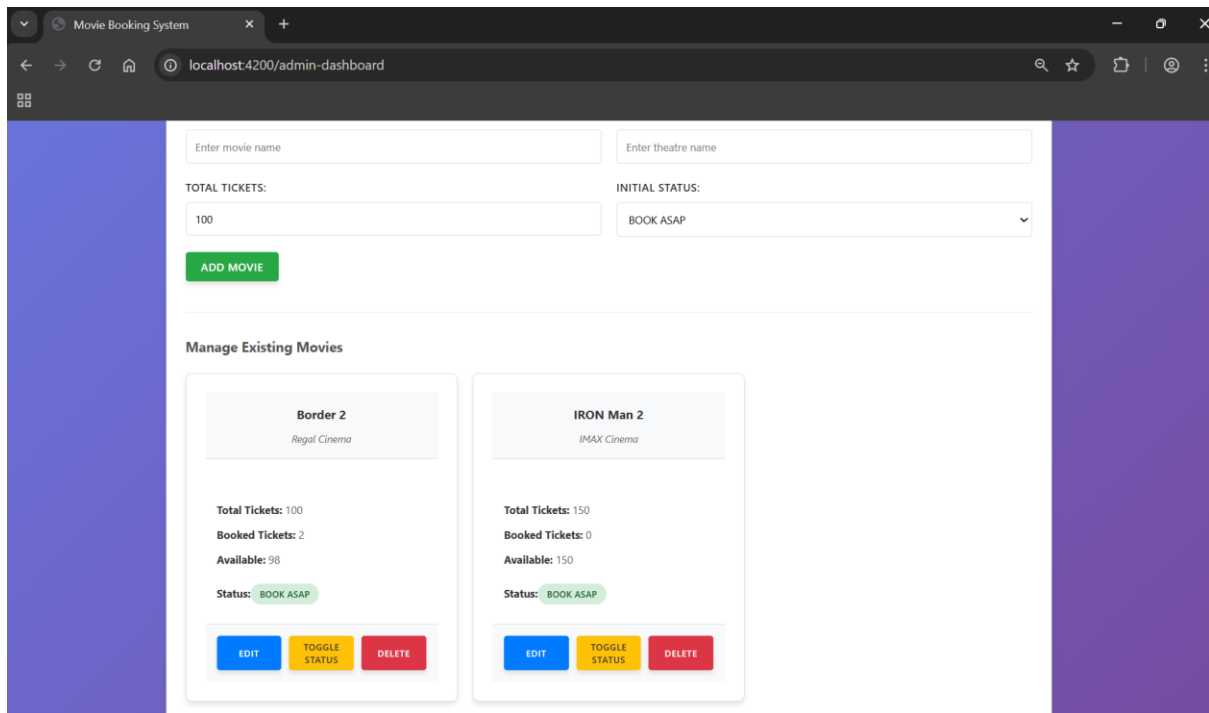 Movie Booking System
localhost:4200/admin-dashboard
Enter movie name
Enter theatre name
TOTAL TICKETS:
INITIAL STATUS:
100
BOOK ASAP
ADD MOVIE
Manage Existing Movies
Border 2
Regal Cinema
Total Tickets: 100
Booked Tickets: 2
Available: 98
Status: BOOK ASAP
EDIT
TOGGLE
STATUS
DELETE
IRON Man 2
IMAX Cinema
Total Tickets: 150
Booked Tickets: 0
Available: 150
Status: BOOK ASAP
EDIT
TOGGLE
STATUS
DELETE